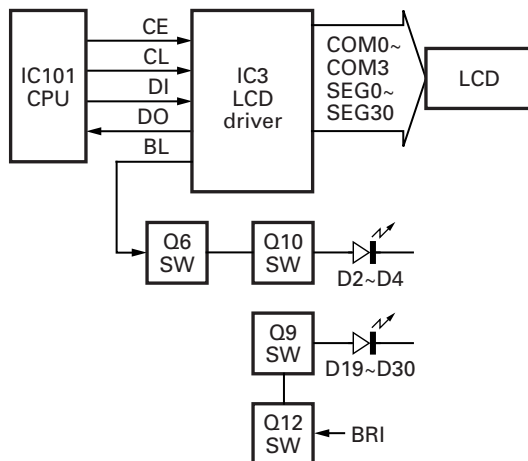 IC101
CPU
CE
CL
DI
DO
BL
IC3
LCD
driver
COM0~
COM3
SEG0~
SEG30
LCD
Q6
SW
Q10
SW
D2~D4
Q9
SW
D19~D30
Q12
SW
BRI